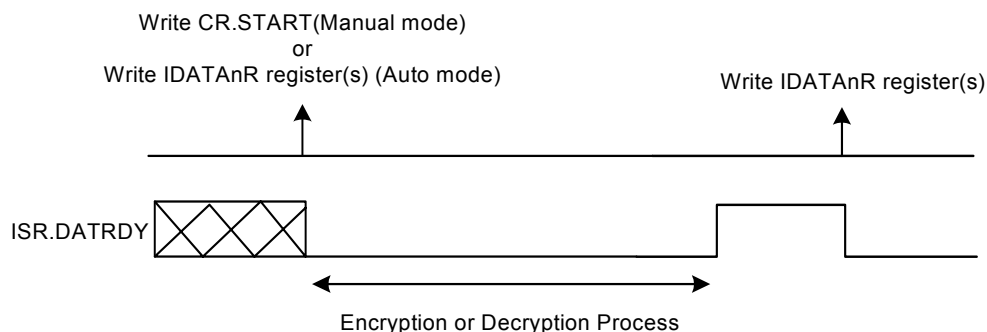 Write CR.START(Manual mode)
or
Write IDATAnR register(s) (Auto mode)
Write IDATAnR register(s)
ISR.DATRDY
Encryption or Decryption Process